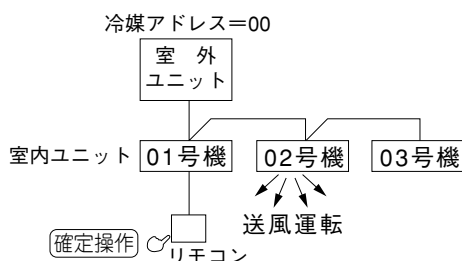 冷媒アドレス＝00
室　外
ユニット
室内ユニット 01号機 02号機 03号機
送風運転
確定操作
リモコン